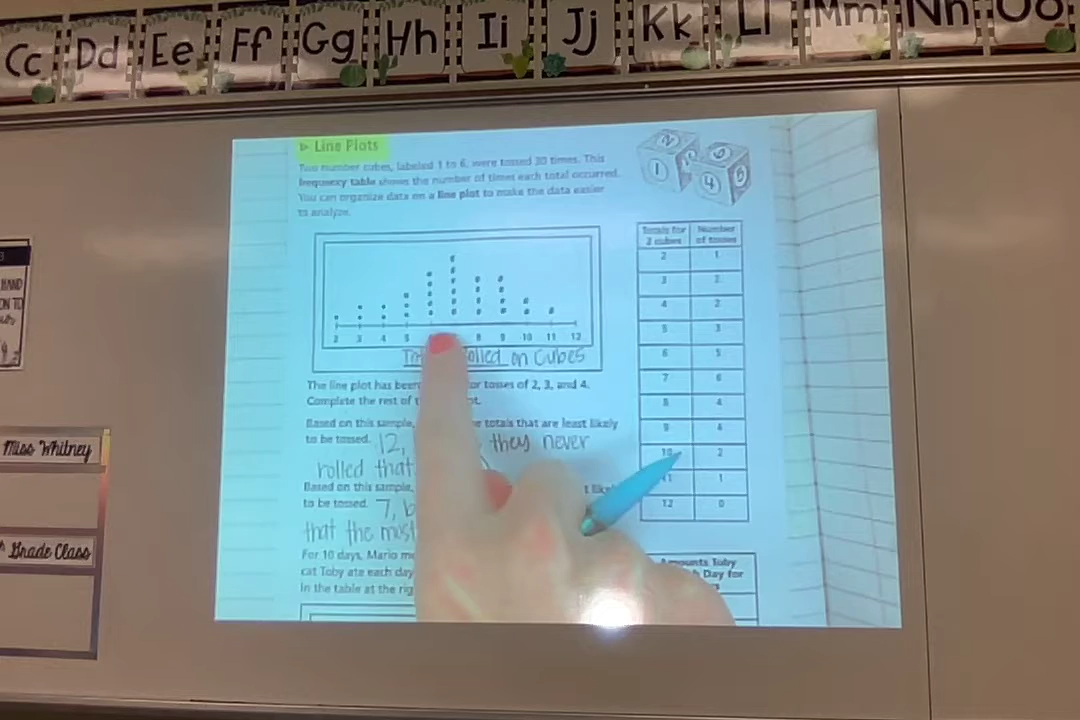 Cc Dd Ee Ff Gg Hh Ii Jj Kk Ll Mm Nn Oo
▷ Line Plots
Two number cubes, labeled 1 to 6, were tossed 30 times. This
frequency table shows the number of times each total occurred.
You can organize data on a line plot to make the data easier
to analyze.
2 3 4 5 8 9 10 11 12
rolled on Cubes
The line plot has been for tosses of 2, 3, and 4.
Complete the rest of
Based on this sample, totals that are least likely
to be tossed. 12, they never
rolled that
Based on this sample,
to be tossed. 7,
that the most
For 10 days, Mario
cat Toby ate each day
in the table at the
Totals for 2 cubes Number of tosses
2 1
3 2
4 2
5 3
6 5
7 6
8 4
9 4
10 2
11 1
12 0
Amounts Toby
Day for
HAND
ON TO
Miss Whitney
Grade Class